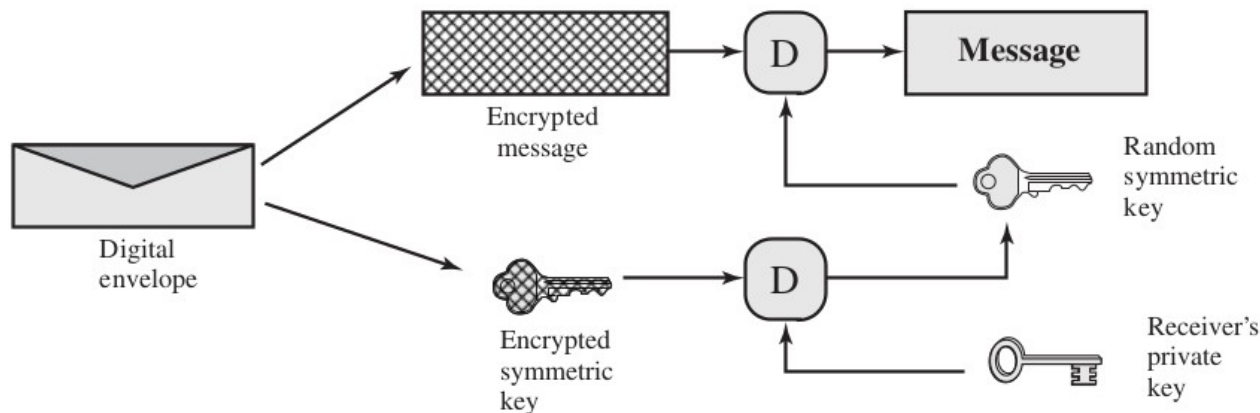 D
Message
Encrypted
message
Random
symmetric
key
Digital
envelope
D
Encrypted
symmetric
key
Receiver’s
private
key